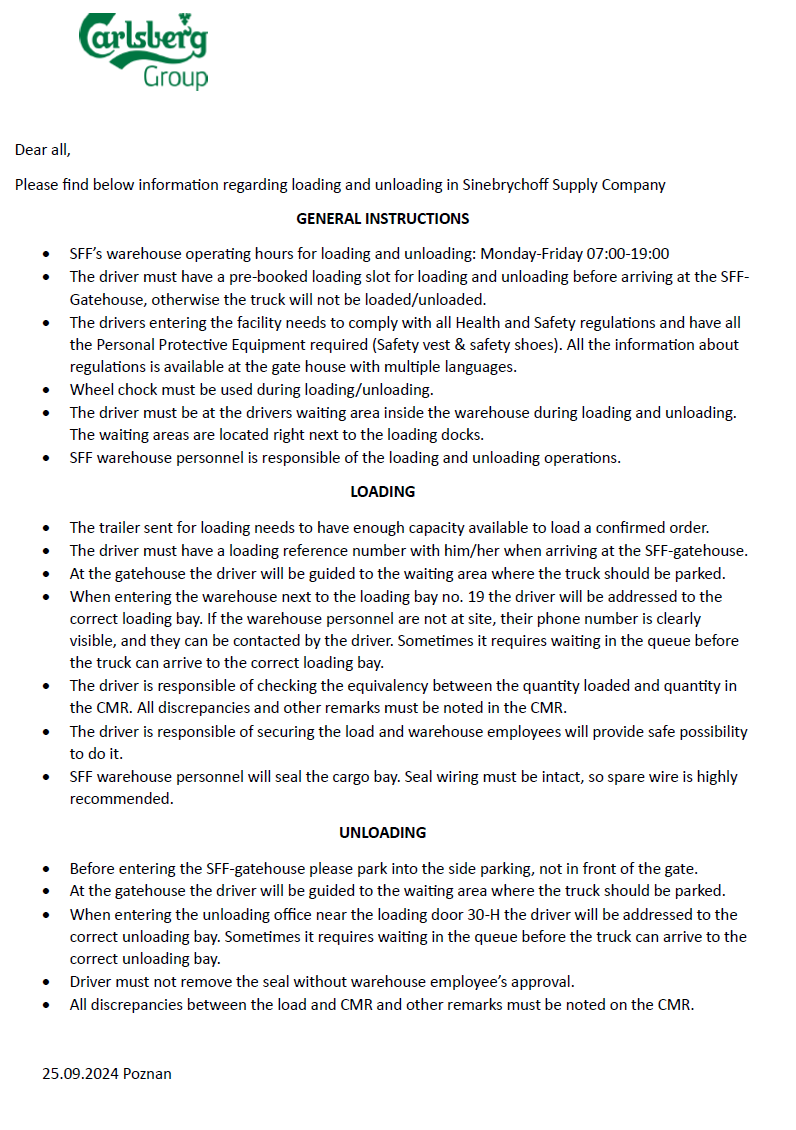 Carlsberg
Group
Dear all,
Please find below information regarding loading and unloading in Sinebrychoff Supply Company
GENERAL INSTRUCTIONS
• SFF's warehouse operating hours for loading and unloading: Monday-Friday 07:00-19:00
• The driver must have a pre-booked loading slot for loading and unloading before arriving at the SFF-
Gatehouse, otherwise the truck will not be loaded/unloaded.
• The drivers entering the facility needs to comply with all Health and Safety regulations and have all
the Personal Protective Equipment required (Safety vest & safety shoes). All the information about
regulations is available at the gate house with multiple languages.
• Wheel chock must be used during loading/unloading.
• The driver must be at the drivers waiting area inside the warehouse during loading and unloading.
The waiting areas are located right next to the loading docks.
• SFF warehouse personnel is responsible of the loading and unloading operations.
LOADING
• The trailer sent for loading needs to have enough capacity available to load a confirmed order.
• The driver must have a loading reference number with him/her when arriving at the SFF-gatehouse.
• At the gatehouse the driver will be guided to the waiting area where the truck should be parked.
• When entering the warehouse next to the loading bay no. 19 the driver will be addressed to the
correct loading bay. If the warehouse personnel are not at site, their phone number is clearly
visible, and they can be contacted by the driver. Sometimes it requires waiting in the queue before
the truck can arrive to the correct loading bay.
• The driver is responsible of checking the equivalency between the quantity loaded and quantity in
the CMR. All discrepancies and other remarks must be noted in the CMR.
• The driver is responsible of securing the load and warehouse employees will provide safe possibility
to do it.
• SFF warehouse personnel will seal the cargo bay. Seal wiring must be intact, so spare wire is highly
recommended.
UNLOADING
• Before entering the SFF-gatehouse please park into the side parking, not in front of the gate.
• At the gatehouse the driver will be guided to the waiting area where the truck should be parked.
• When entering the unloading office near the loading door 30-H the driver will be addressed to the
correct unloading bay. Sometimes it requires waiting in the queue before the truck can arrive to the
correct unloading bay.
• Driver must not remove the seal without warehouse employee's approval.
• All discrepancies between the load and CMR and other remarks must be noted on the CMR.
25.09.2024 Poznan